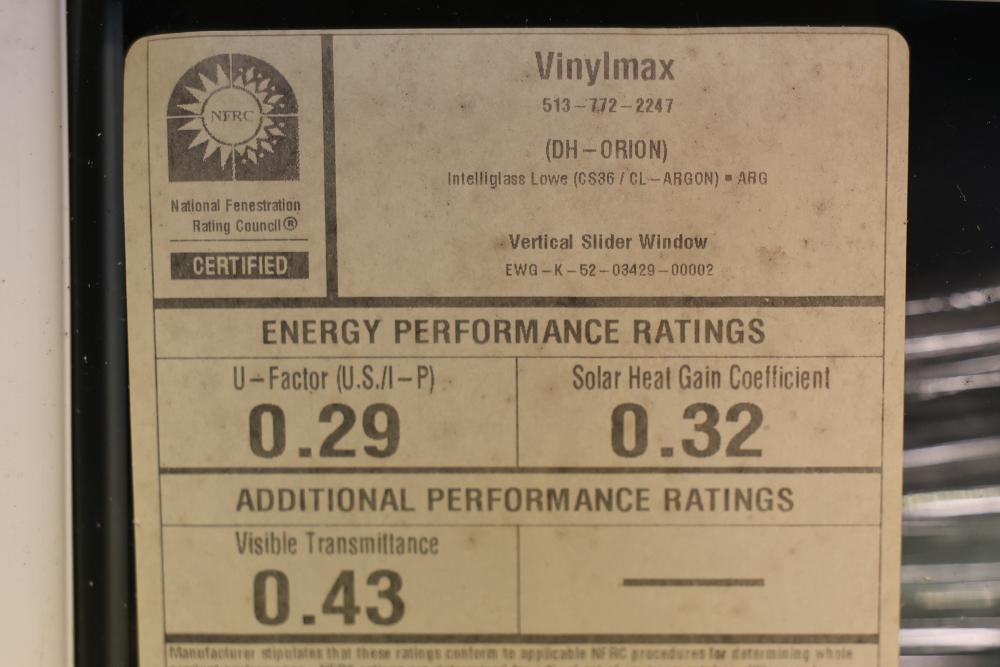 NFRC
National Fenestration
Rating Council®
CERTIFIED
Vinylmax
513-772-2247
(DH-ORION)
Intelliglass Lowe (CS36 / CL-ARGON) ▪ ARG
Vertical Slider Window
EWG-K-52-03429-00002
ENERGY PERFORMANCE RATINGS
U-Factor (U.S./I-P)
0.29
Solar Heat Gain Coefficient
0.32
ADDITIONAL PERFORMANCE RATINGS
Visible Transmittance
0.43
Manufacturer stipulates that these ratings conform to applicable NFRC procedures for determining whole